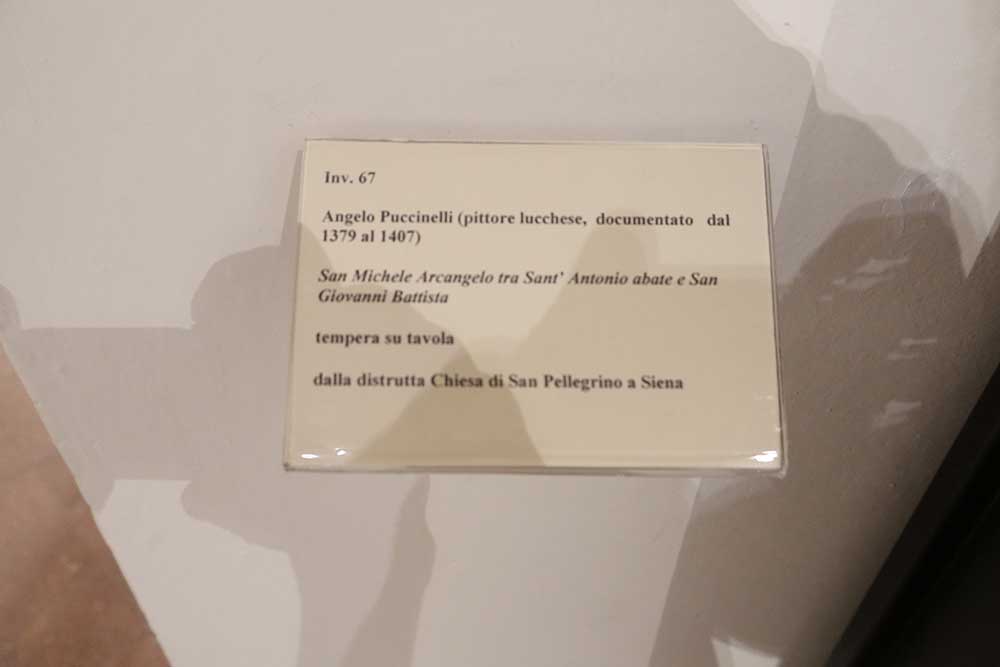 Inv. 67
Angelo Puccinelli (pittore lucchese, documentato dal
1379 al 1407)
San Michele Arcangelo tra Sant’ Antonio abate e San
Giovanni Battista
tempera su tavola
dalla distrutta Chiesa di San Pellegrino a Siena